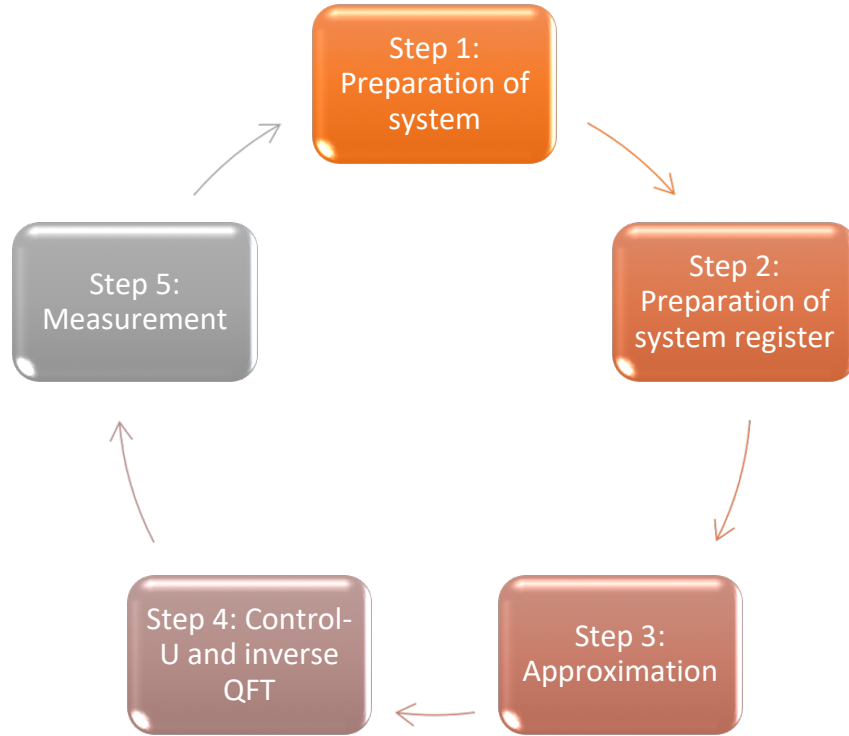 Step 1:
Preparation of
system
Step 2:
Preparation of
system register
Step 3:
Approximation
Step 4: Control-
U and inverse
QFT
Step 5:
Measurement